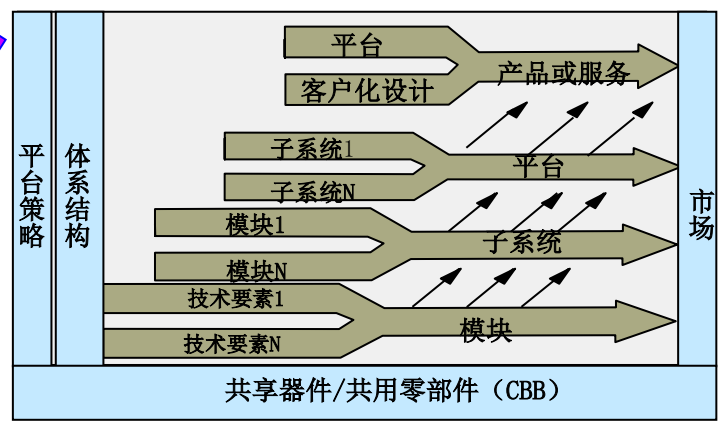 平台
客户化设计
产品或服务
子系统1
子系统N
平台
模块1
模块N
子系统
技术要素1
技术要素N
模块
平台策略
体系结构
市场
共享器件/共用零部件（CBB）